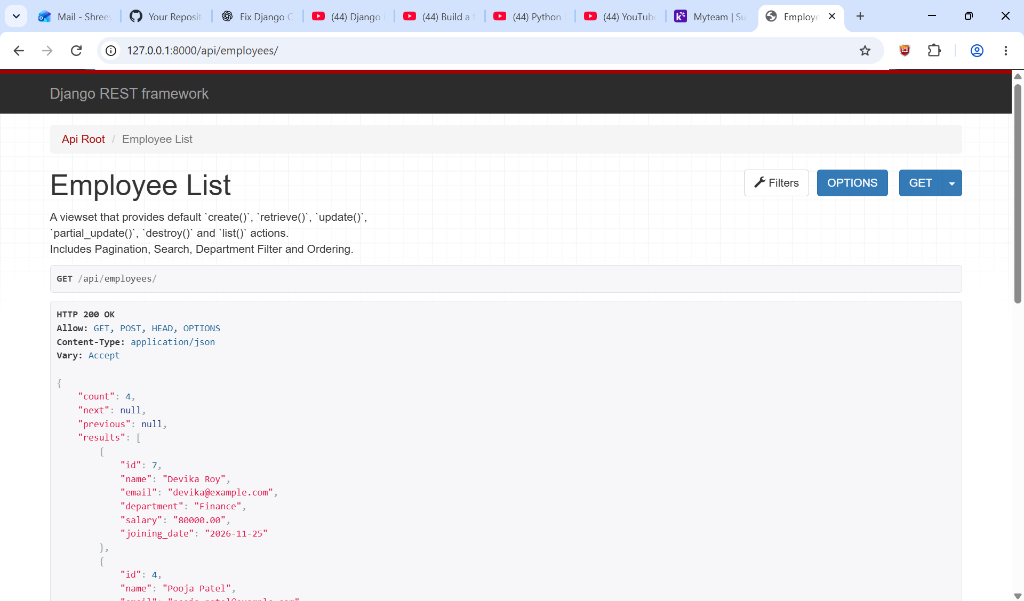 Smart Shree
Your Repos
Fix Django C
(44) Django
(44) Build a
(44) Python
(44) YouTub
Myteam | Su
Employ
127.0.0.1:8000/api/employees/
Django REST framework
Api Root / Employee List
Employee List
Filters
OPTIONS
GET
A viewset that provides default `create()`, `retrieve()`, `update()`,
`partial_update()`, `destroy()` and `list()` actions.
Includes Pagination, Search, Department Filter and Ordering.
GET /api/employees/
HTTP 200 OK
Allow: GET, POST, HEAD, OPTIONS
Content-Type: application/json
Vary: Accept
{
"count": 4,
"next": null,
"previous": null,
"results": [
{
"id": 7,
"name": "Devika Roy",
"email": "devika@example.com",
"department": "Finance",
"salary": "80000.00",
"joining_date": "2026-11-25"
},
{
"id": 4,
"name": "Pooja Patel",